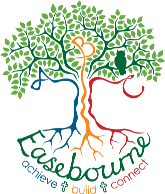 a b c
Easebourne
achieve ✞ build ✞ connect